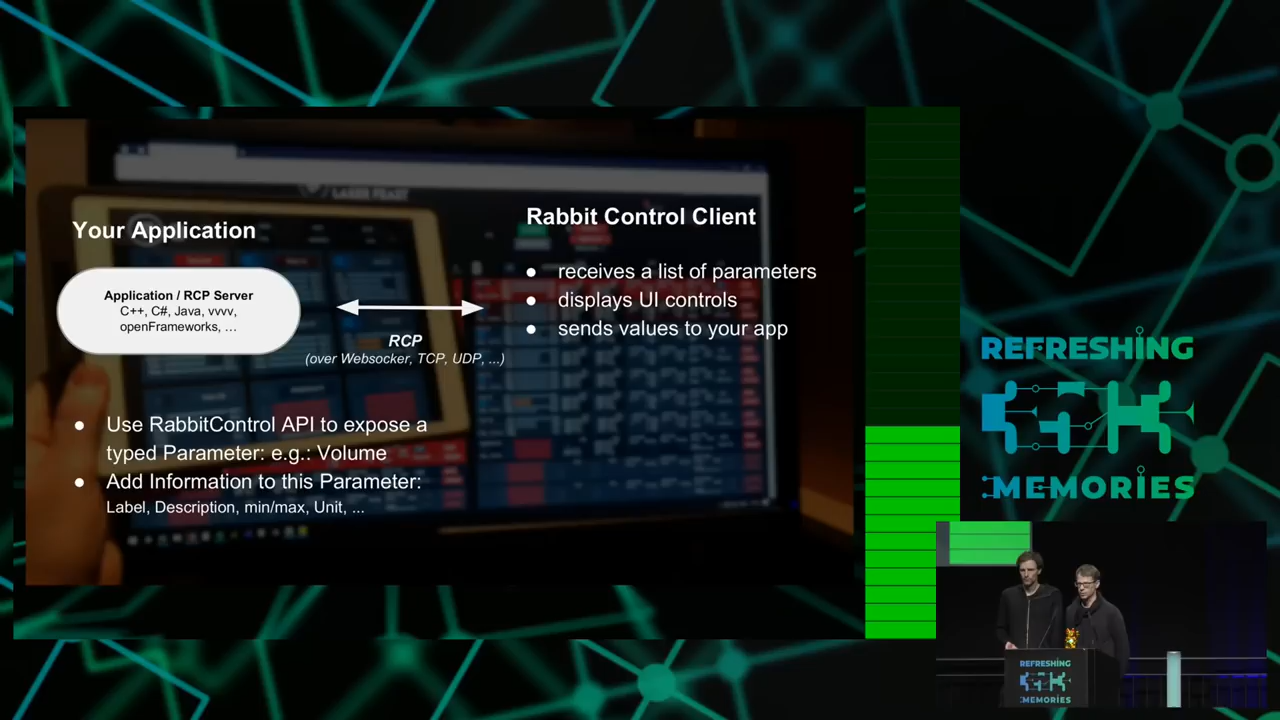 Your Application
Application / RCP Server
C++, C#, Java, vvvv,
openFrameworks, ...
RCP
(over Websocker, TCP, UDP, ...)
● Use RabbitControl API to expose a
typed Parameter: e.g.: Volume
● Add Information to this Parameter:
Label, Description, min/max, Unit, ...
Rabbit Control Client
● receives a list of parameters
● displays UI controls
● sends values to your app
REFRESHING
MEMORIES
REFRESHING
MEMORIES